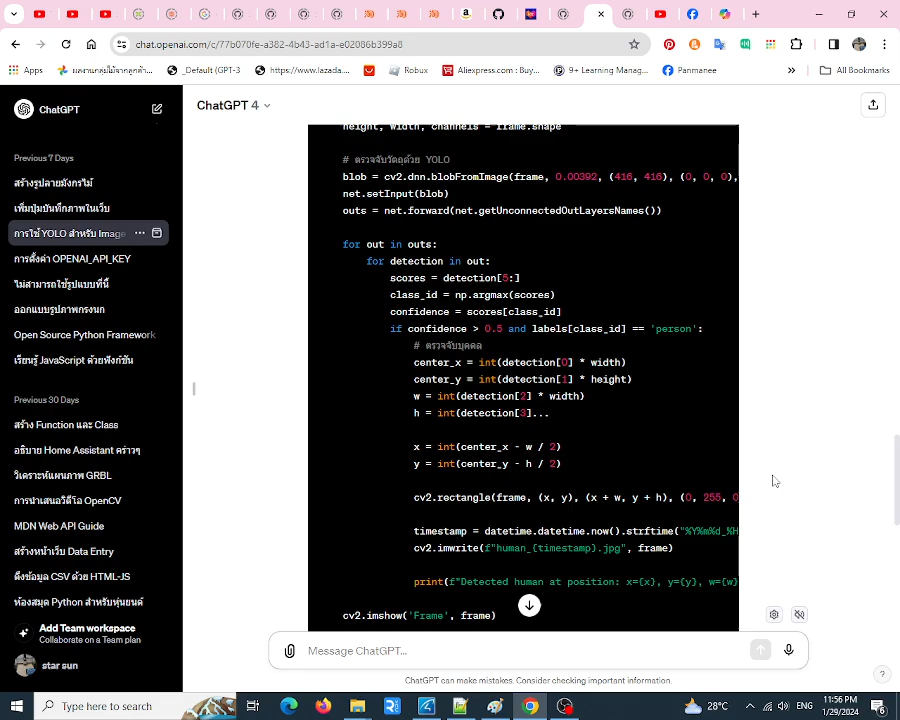 chat.openai.com/c/77b070fe-a382-4b43-ad1a-e02086b399a8
Apps
ผลงานกลุ่มไม้จากลูกค้า...
_Default (GPT-3
https://www.lazada....
Robux
Aliexpress.com : Buy...
9+ Learning Manag...
Panmanee
»
All Bookmarks
ChatGPT
ChatGPT 4
Previous 7 Days
สร้างรูปลายมังกรไม้
เพิ่มปุ่มบันทึกภาพในเว็บ
การใช้ YOLO สำหรับ Image
การตั้งค่า OPENAI_API_KEY
ไม่สามารถใช้รูปแบบที่นี้
ออกแบบรูปภาพกรงนก
Open Source Python Framework
เรียนรู้ JavaScript ด้วยฟังก์ชัน
Previous 30 Days
สร้าง Function และ Class
อธิบาย Home Assistant คร่าวๆ
วิเคราะห์แผนภาพ GRBL
การนำเสนอวิดีโอ OpenCV
MDN Web API Guide
สร้างหน้าเว็บ Data Entry
ดึงข้อมูล CSV ด้วย HTML-JS
ห้องสมุด Python สำหรับหุ่นยนต์
Add Team workspace
Collaborate on a Team plan
star sun
height, width, channels = frame.shape
# ตรวจจับวัตถุด้วย YOLO
blob = cv2.dnn.blobFromImage(frame, 0.00392, (416, 416), (0, 0, 0),
net.setInput(blob)
outs = net.forward(net.getUnconnectedOutLayersNames())
for out in outs:
for detection in out:
scores = detection[5:]
class_id = np.argmax(scores)
confidence = scores[class_id]
if confidence > 0.5 and labels[class_id] == 'person':
# ตรวจจับบุคคล
center_x = int(detection[0] * width)
center_y = int(detection[1] * height)
w = int(detection[2] * width)
h = int(detection[3]...
x = int(center_x - w / 2)
y = int(center_y - h / 2)
cv2.rectangle(frame, (x, y), (x + w, y + h), (0, 255, 0
timestamp = datetime.datetime.now().strftime("%Y%m%d_%H
cv2.imwrite(f"human_{timestamp}.jpg", frame)
print(f"Detected human at position: x={x}, y={y}, w={w}
cv2.imshow('Frame', frame)
Message ChatGPT...
ChatGPT can make mistakes. Consider checking important information.
?
Type here to search
28°C
ENG
11:56 PM
1/29/2024
6